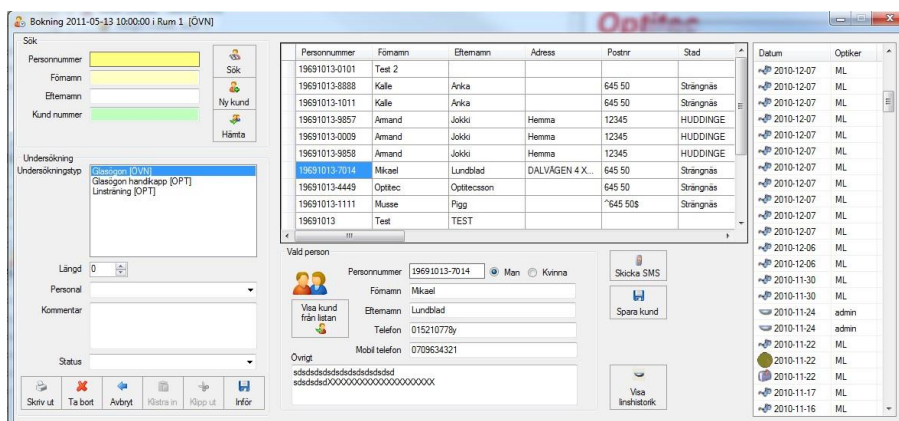 Bokning 2011-05-13 10:00:00 i Rum 1 [ÖVN]
Optitec
Sök
Personnummer
Förnamn
Efternamn
Kund nummer
Sök
Ny kund
Hämta
Undersökning
Undersökningstyp
Glasögon [ÖVN]
Glasögon handikapp [OPT]
Linsträning [OPT]
Längd 0
Personal
Kommentar
Status
Skriv ut Ta bort Avbryt Klistra in Klipp ut Inför
Personnummer Förnamn Efternamn Adress Postnr Stad
19691013-0101 Test 2
19691013-8888 Kalle Anka 645 50 Strängnäs
19691013-1011 Kalle Anka 645 50 Strängnäs
19691013-9857 Amand Jokki Hemma 12345 HUDDINGE
19691013-0009 Amand Jokki Hemma 12345 HUDDINGE
19691013-9858 Amand Jokki Hemma 12345 HUDDINGE
19691013-7014 Mikael Lundblad DALVÄGEN 4 X... 645 50 Strängnäs
19691013-4449 Optitec Optitecsson 645 50 Strängnäs
19691013-1111 Musse Pigg ^645 50$ Strängnäs
19691013 Test TEST
Vald person
Personnummer 19691013-7014 Man Kvinna
Förnamn Mikael
Efternamn Lundblad
Telefon 015210778y
Mobil telefon 0709634321
Visa kund
från listan
Övrigt
sdsdsdsdsdsdsdsdsdsdsd
sdsdsdsdXXXXXXXXXXXXXXXXXXXX
Skicka SMS
Spara kund
Visa
linshistorik
Datum Optiker
2010-12-07 ML
2010-12-07 ML
2010-12-07 ML
2010-12-07 ML
2010-12-07 ML
2010-12-07 ML
2010-12-07 ML
2010-12-07 ML
2010-12-07 ML
2010-12-07 ML
2010-12-06 ML
2010-12-06 ML
2010-11-30 ML
2010-11-30 ML
2010-11-24 admin
2010-11-24 admin
2010-11-22 ML
2010-11-22 ML
2010-11-22 ML
2010-11-17 ML
2010-11-16 ML